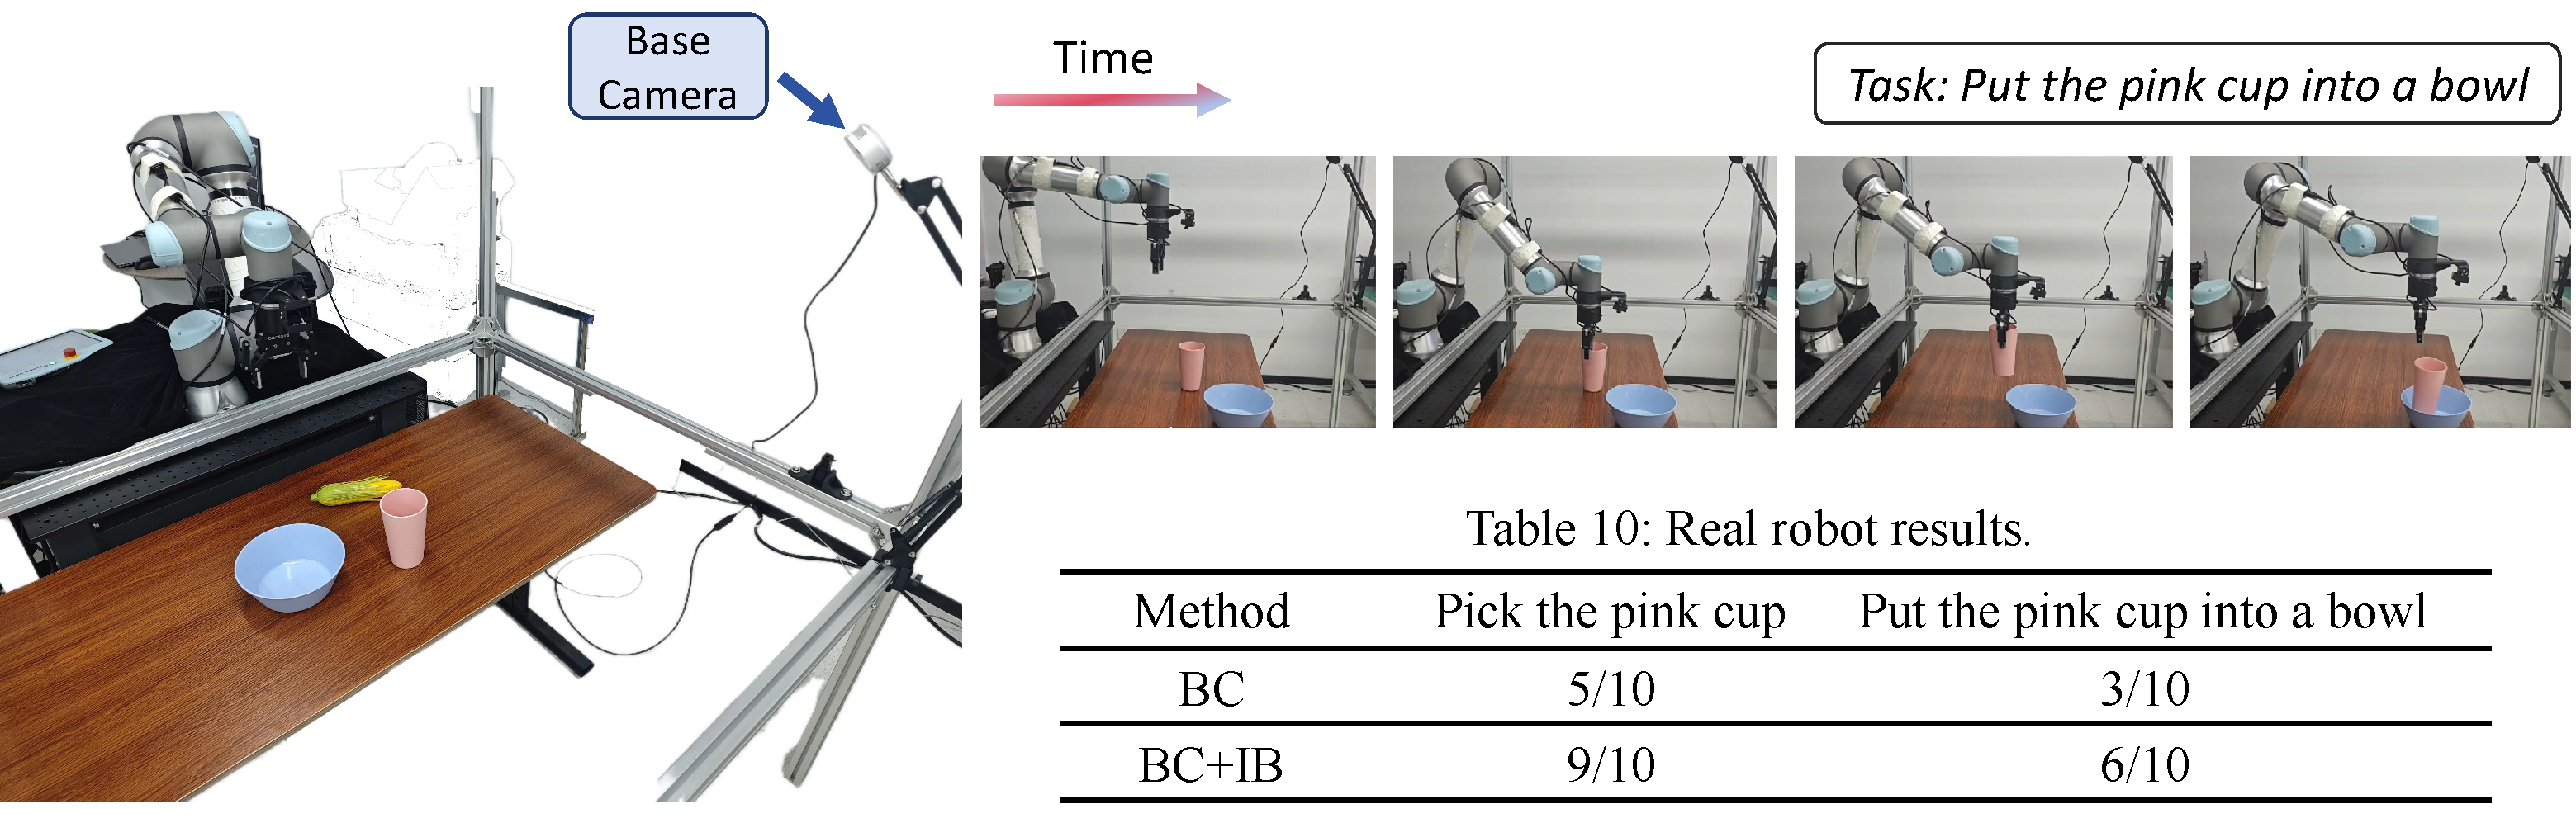 Base
Camera
Time
Task: Put the pink cup into a bowl
Table 10: Real robot results.
Method Pick the pink cup Put the pink cup into a bowl
BC 5/10 3/10
BC+IB 9/10 6/10